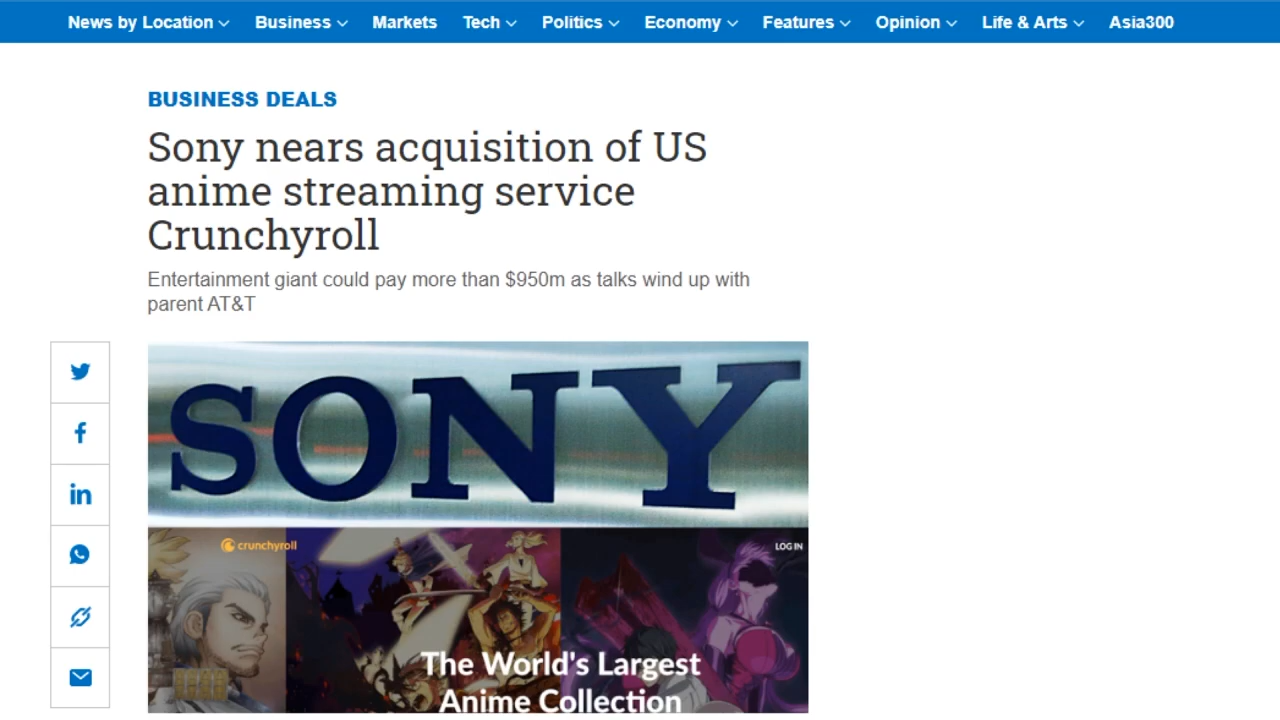 News by Location Business Markets Tech Politics Economy Features Opinion Life & Arts Asia300
BUSINESS DEALS
Sony nears acquisition of US
anime streaming service
Crunchyroll
Entertainment giant could pay more than $950m as talks wind up with
parent AT&T
SONY
crunchyroll
LOG IN
The World's Largest
Anime Collection